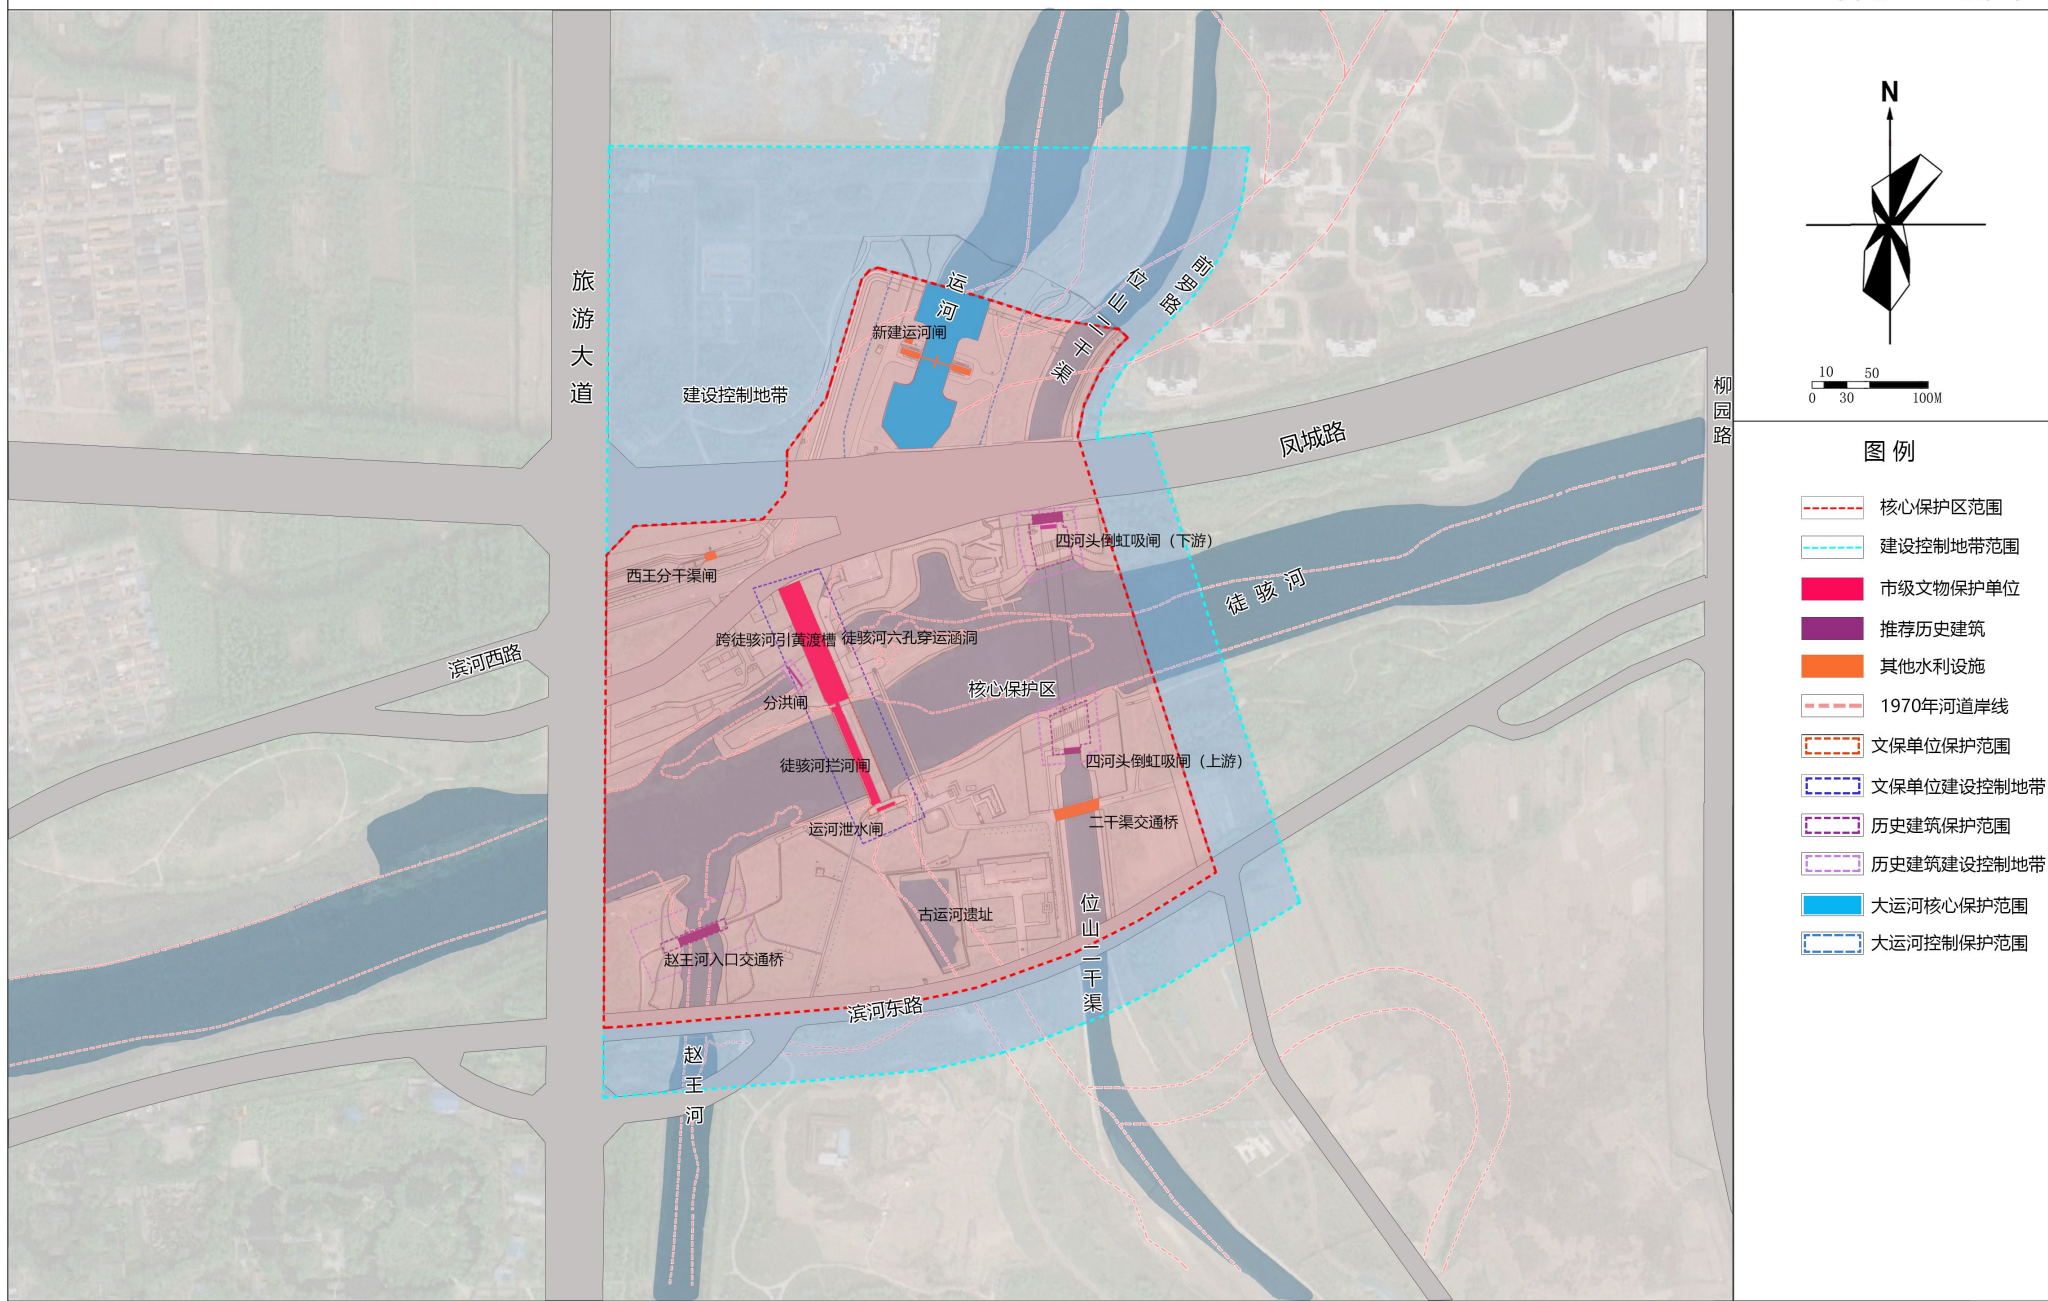 旅游大道
运河
位山二干渠
前罗路
新建运河闸
建设控制地带
凤城路
柳园路
四河头倒虹吸闸（下游）
西王分干渠闸
徒骇河
跨徒骇河引黄渡槽
徒骇河六孔穿运涵洞
滨河西路
核心保护区
分洪闸
徒骇河拦河闸
四河头倒虹吸闸（上游）
运河泄水闸
二干渠交通桥
古运河遗址
位山二干渠
赵王河入口交通桥
滨河东路
赵王河
N
10 50
0 30 100M
图例
核心保护区范围
建设控制地带范围
市级文物保护单位
推荐历史建筑
其他水利设施
1970年河道岸线
文保单位保护范围
文保单位建设控制地带
历史建筑保护范围
历史建筑建设控制地带
大运河核心保护范围
大运河控制保护范围